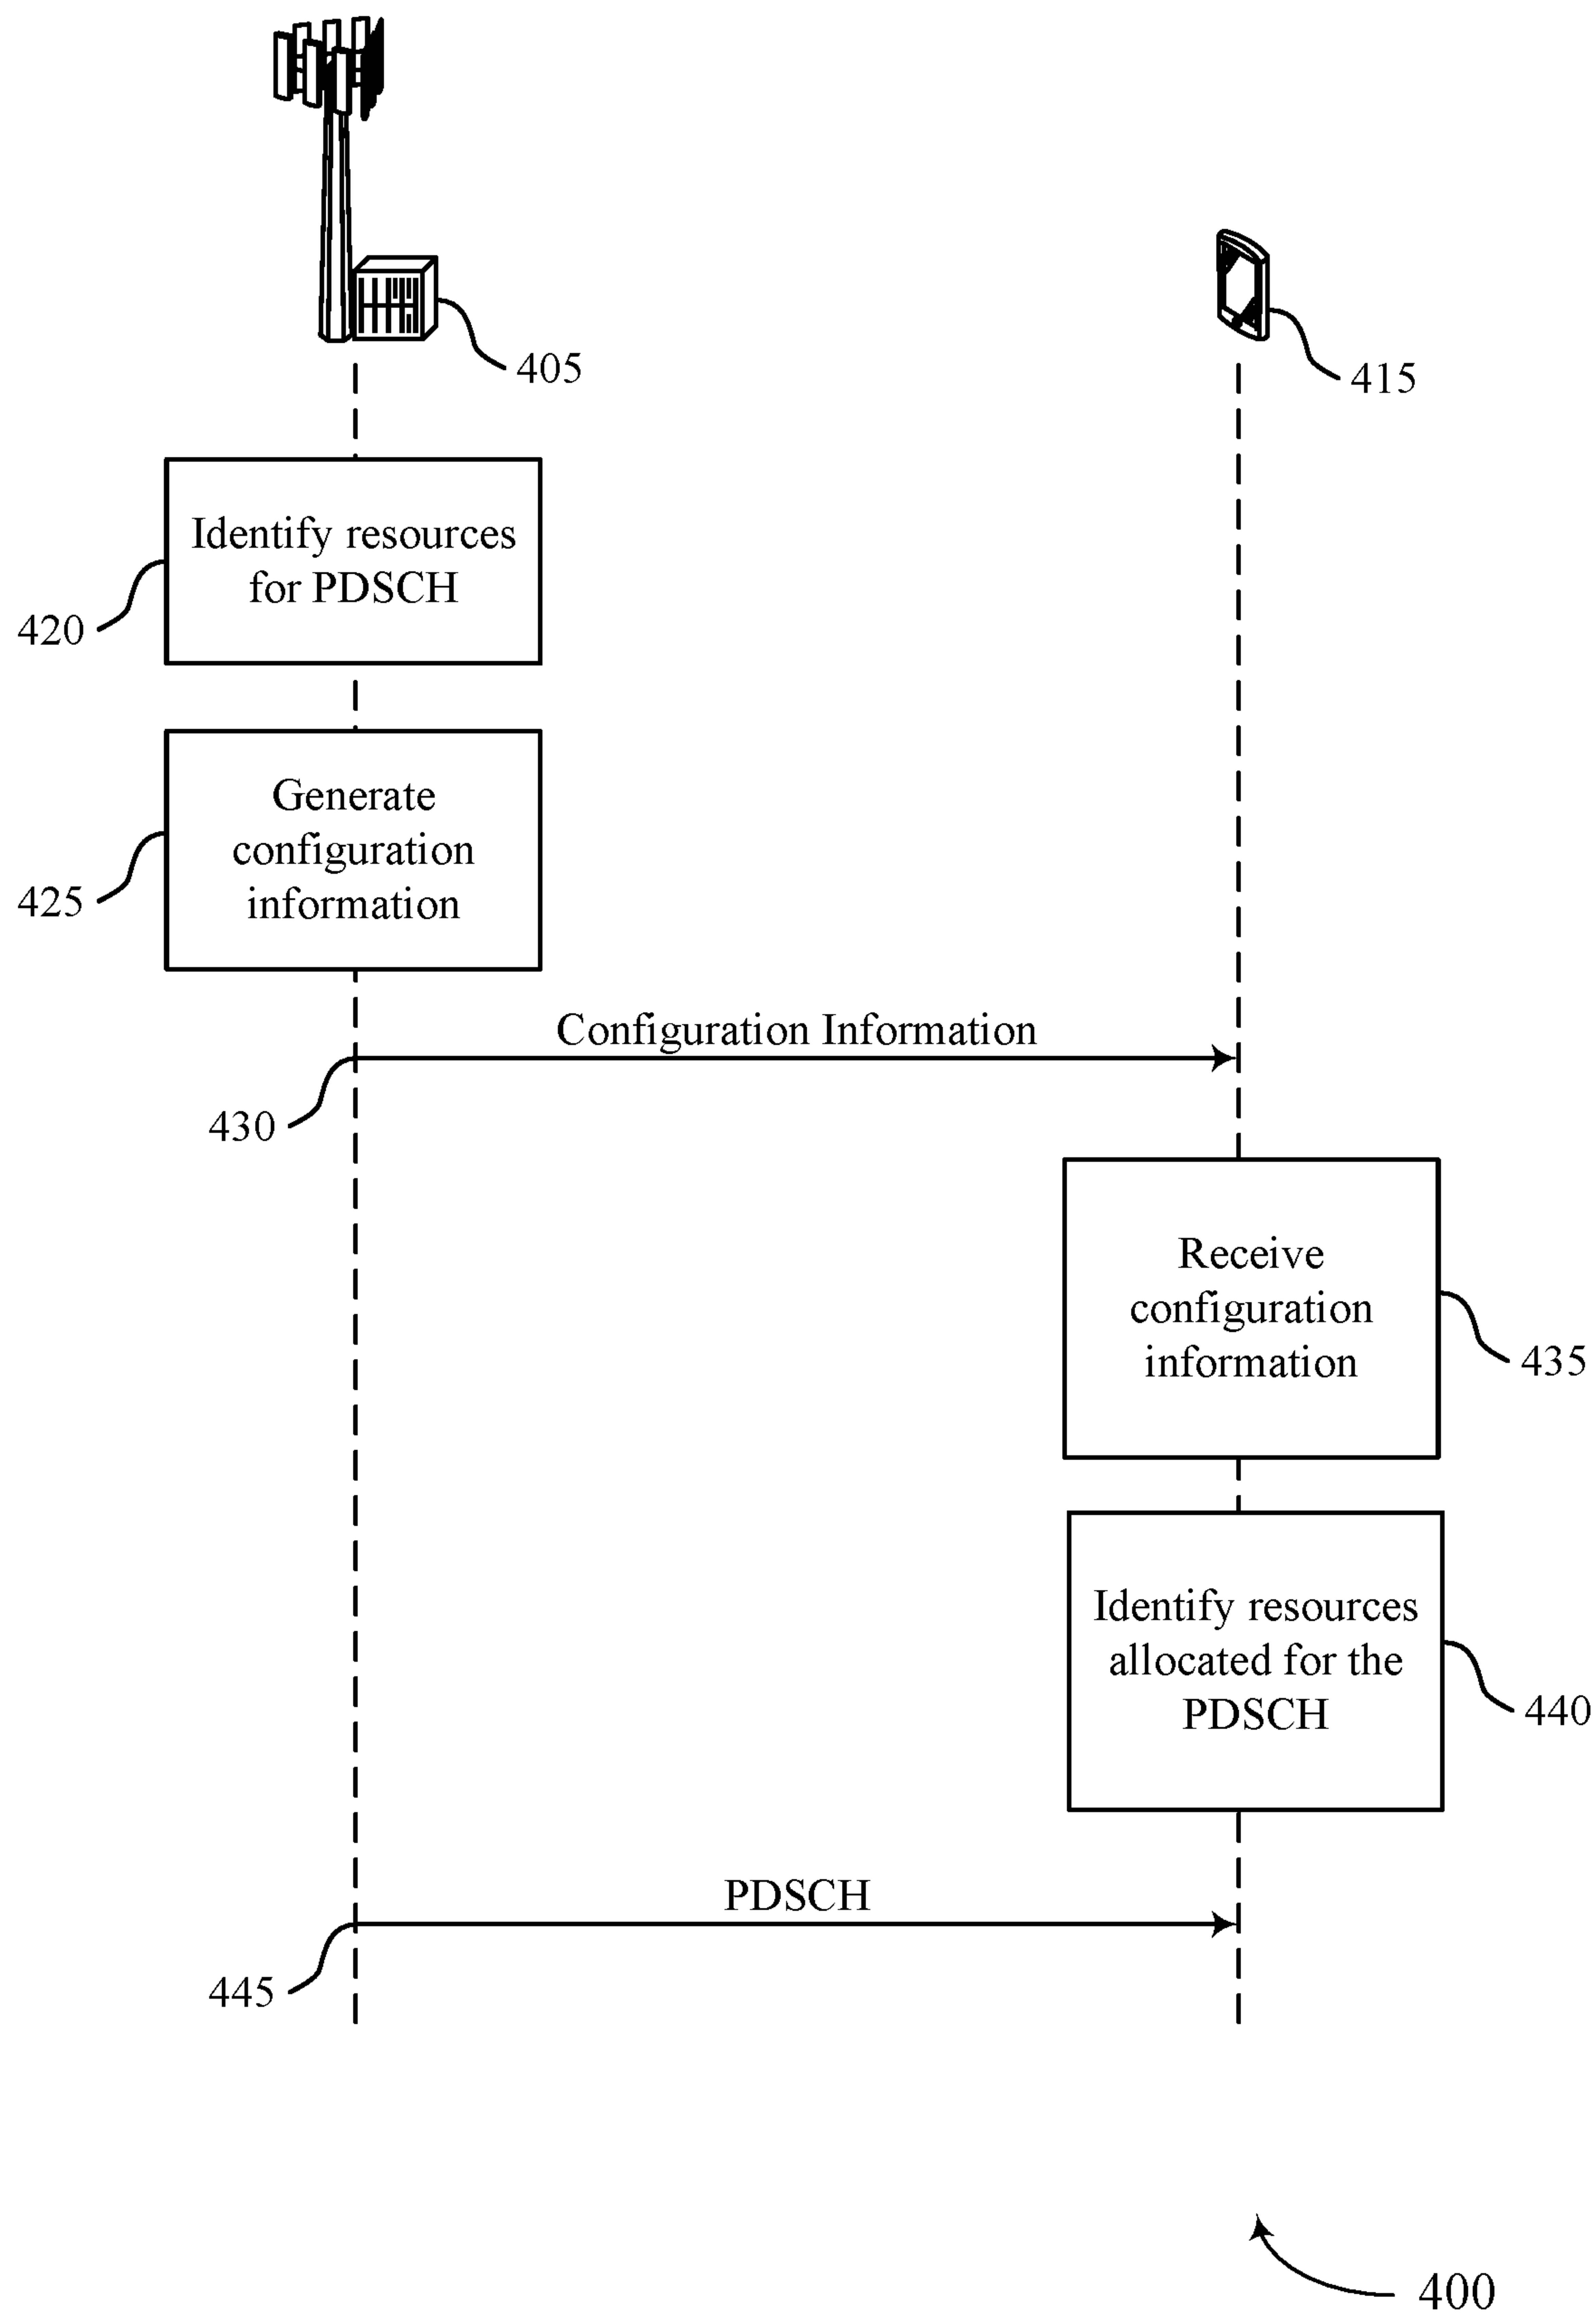 405
415
Identify resources
for PDSCH
420
Generate
configuration
information
425
Configuration Information
430
Receive
configuration
information
435
Identify resources
allocated for the
PDSCH
440
PDSCH
445
400